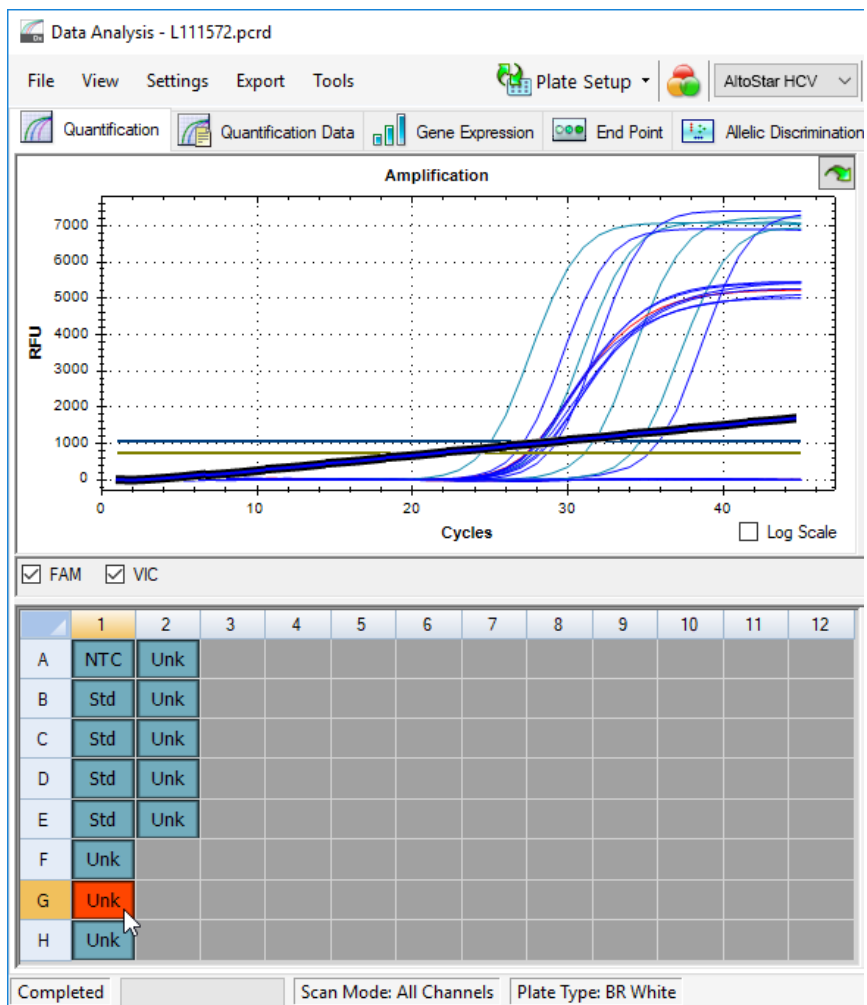 Data Analysis - L111572.pcrd
File View Settings Export Tools Plate Setup AltoStar HCV
Quantification Quantification Data Gene Expression End Point Allelic Discrimination
Amplification
7000
6000
5000
4000
3000
2000
1000
0
RFU
0 10 20 30 40
Cycles
Log Scale
FAM VIC
1 2 3 4 5 6 7 8 9 10 11 12
A NTC Unk
B Std Unk
C Std Unk
D Std Unk
E Std Unk
F Unk
G Unk
H Unk
Completed Scan Mode: All Channels Plate Type: BR White